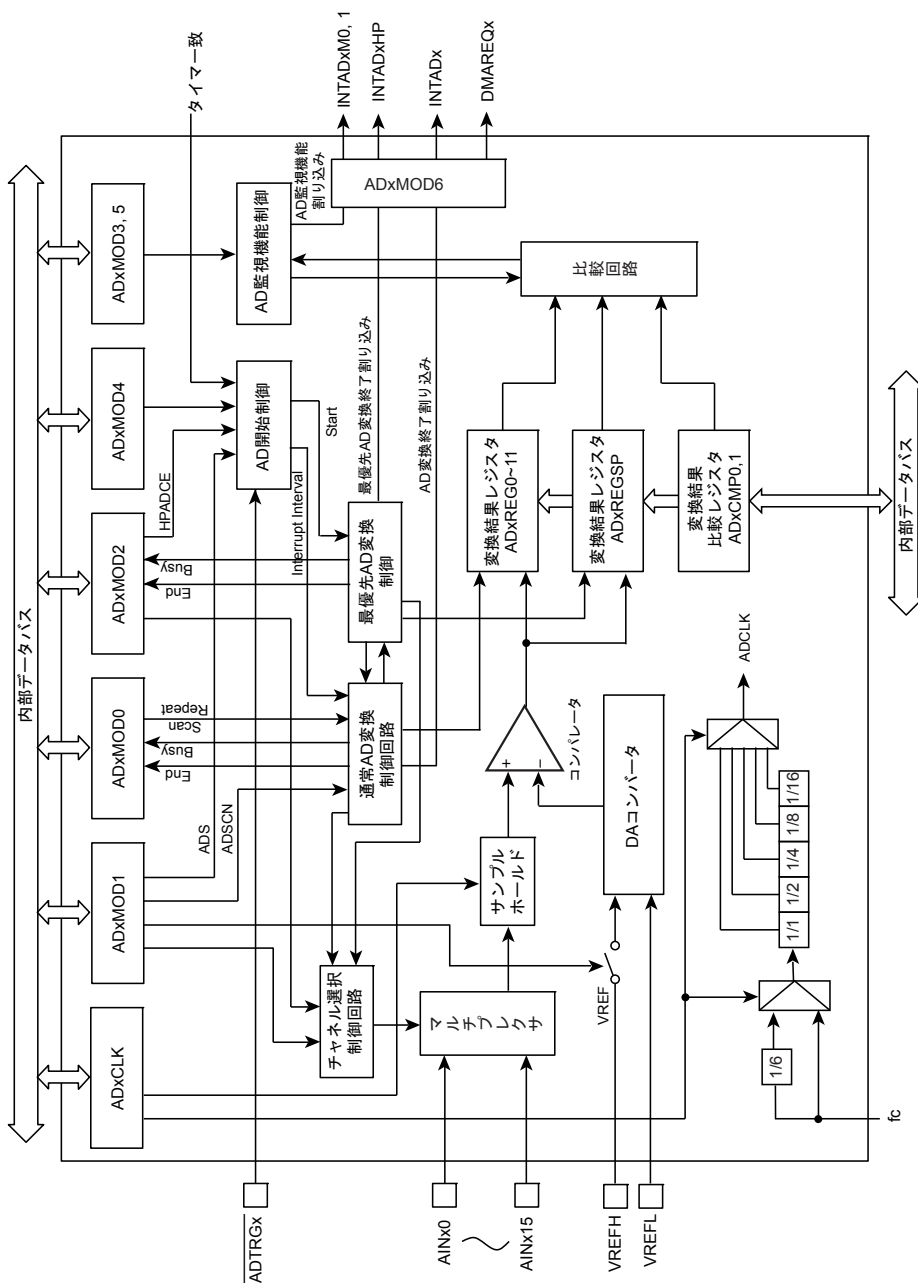 内部データバス
ADxCLK
ADxMOD1
ADxMOD0
ADxMOD2
ADxMOD4
ADxMOD3, 5
ADS
ADSCN
End
Busy
Scan
Repeat
End
Busy
HPADCE
タイマー一致
ADTRGx
チャネル選択
制御回路
通常AD変換
制御回路
最優先AD変換
制御
Interrupt Interval
Start
AD開始制御
AD監視機能制御
AD監視機能
割り込み
最優先AD変換終了割り込み
AD変換終了割り込み
ADxMOD6
INTADxM0, 1
INTADxHP
INTADx
DMAREQx
AINx0
AINx15
マルチプレクサ
サンプル
ホールド
+
−
コンパレータ
変換結果レジスタ
ADxREG0~11
変換結果レジスタ
ADxREGSP
変換結果
比較レジスタ
ADxCMP0,1
比較回路
VREFH
VREFL
VREF
DAコンバータ
fc
1/6
1/1
1/2
1/4
1/8
1/16
ADCLK
内部データバス